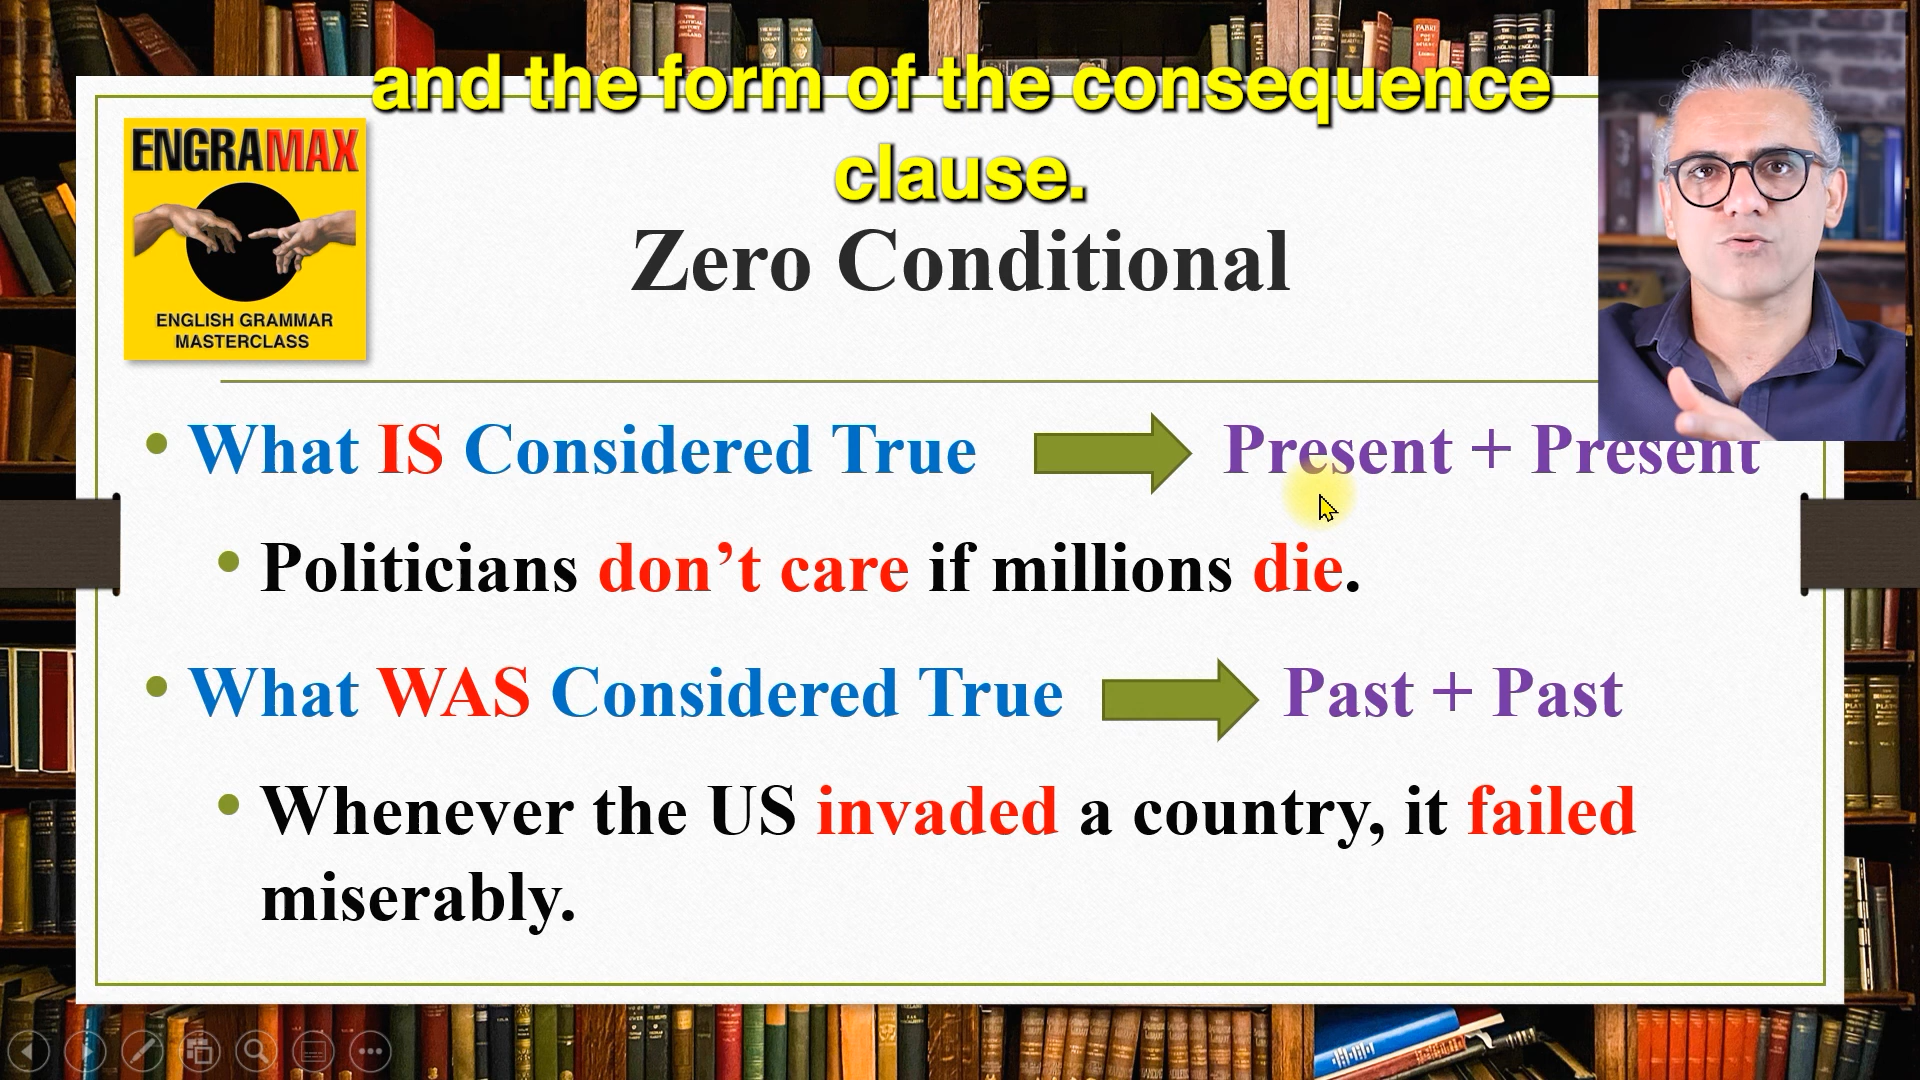 and the form of the consequence
clause.
ENGRAMAX
ENGLISH GRAMMAR
MASTERCLASS
Zero Conditional
What IS Considered True
Present + Present
Politicians don’t care if millions die.
What WAS Considered True
Past + Past
Whenever the US invaded a country, it failed
miserably.